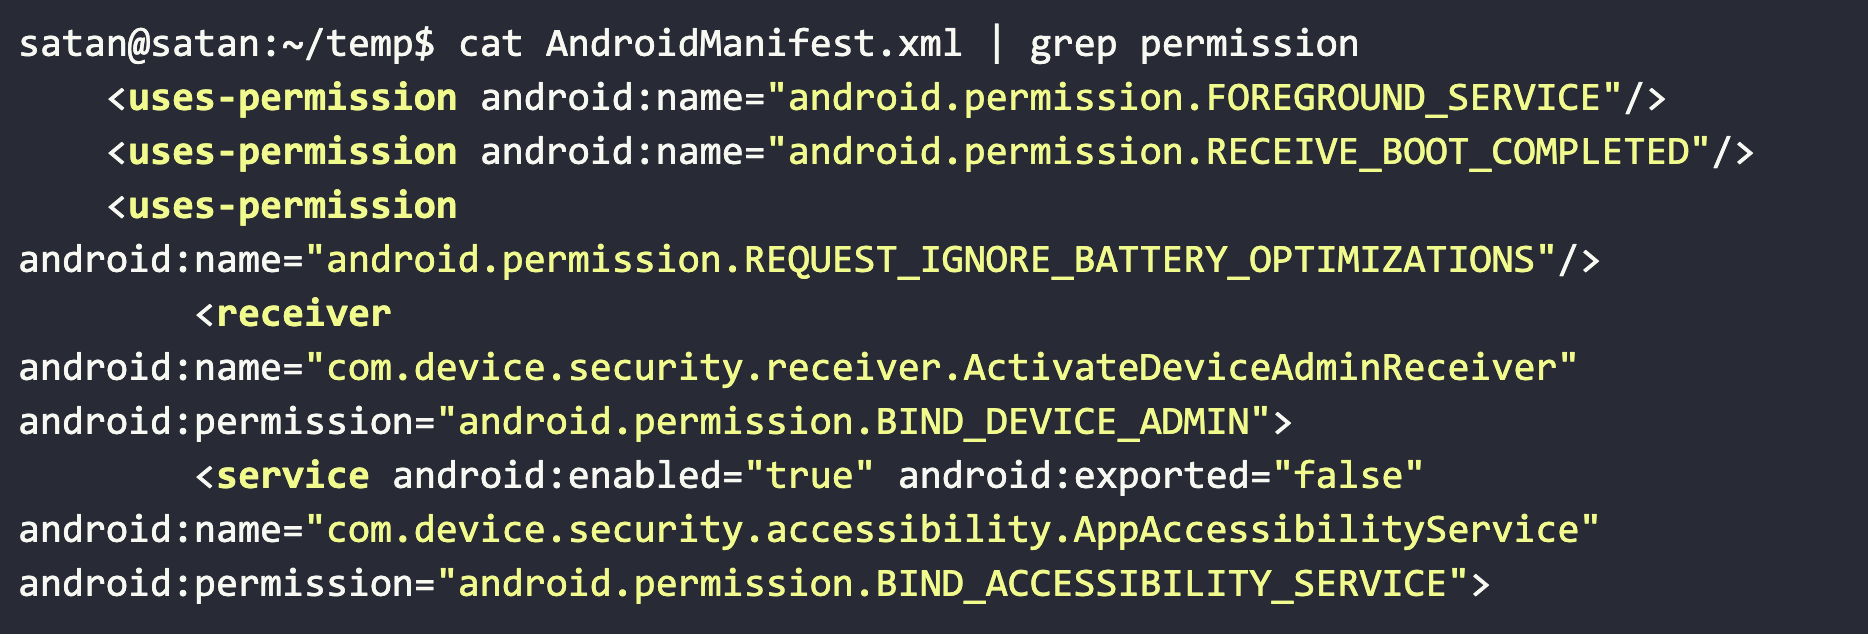 satan@satan:~/temp$ cat AndroidManifest.xml | grep permission
    <uses-permission android:name="android.permission.FOREGROUND_SERVICE"/>
    <uses-permission android:name="android.permission.RECEIVE_BOOT_COMPLETED"/>
    <uses-permission
android:name="android.permission.REQUEST_IGNORE_BATTERY_OPTIMIZATIONS"/>
        <receiver
android:name="com.device.security.receiver.ActivateDeviceAdminReceiver"
android:permission="android.permission.BIND_DEVICE_ADMIN">
        <service android:enabled="true" android:exported="false"
android:name="com.device.security.accessibility.AppAccessibilityService"
android:permission="android.permission.BIND_ACCESSIBILITY_SERVICE">